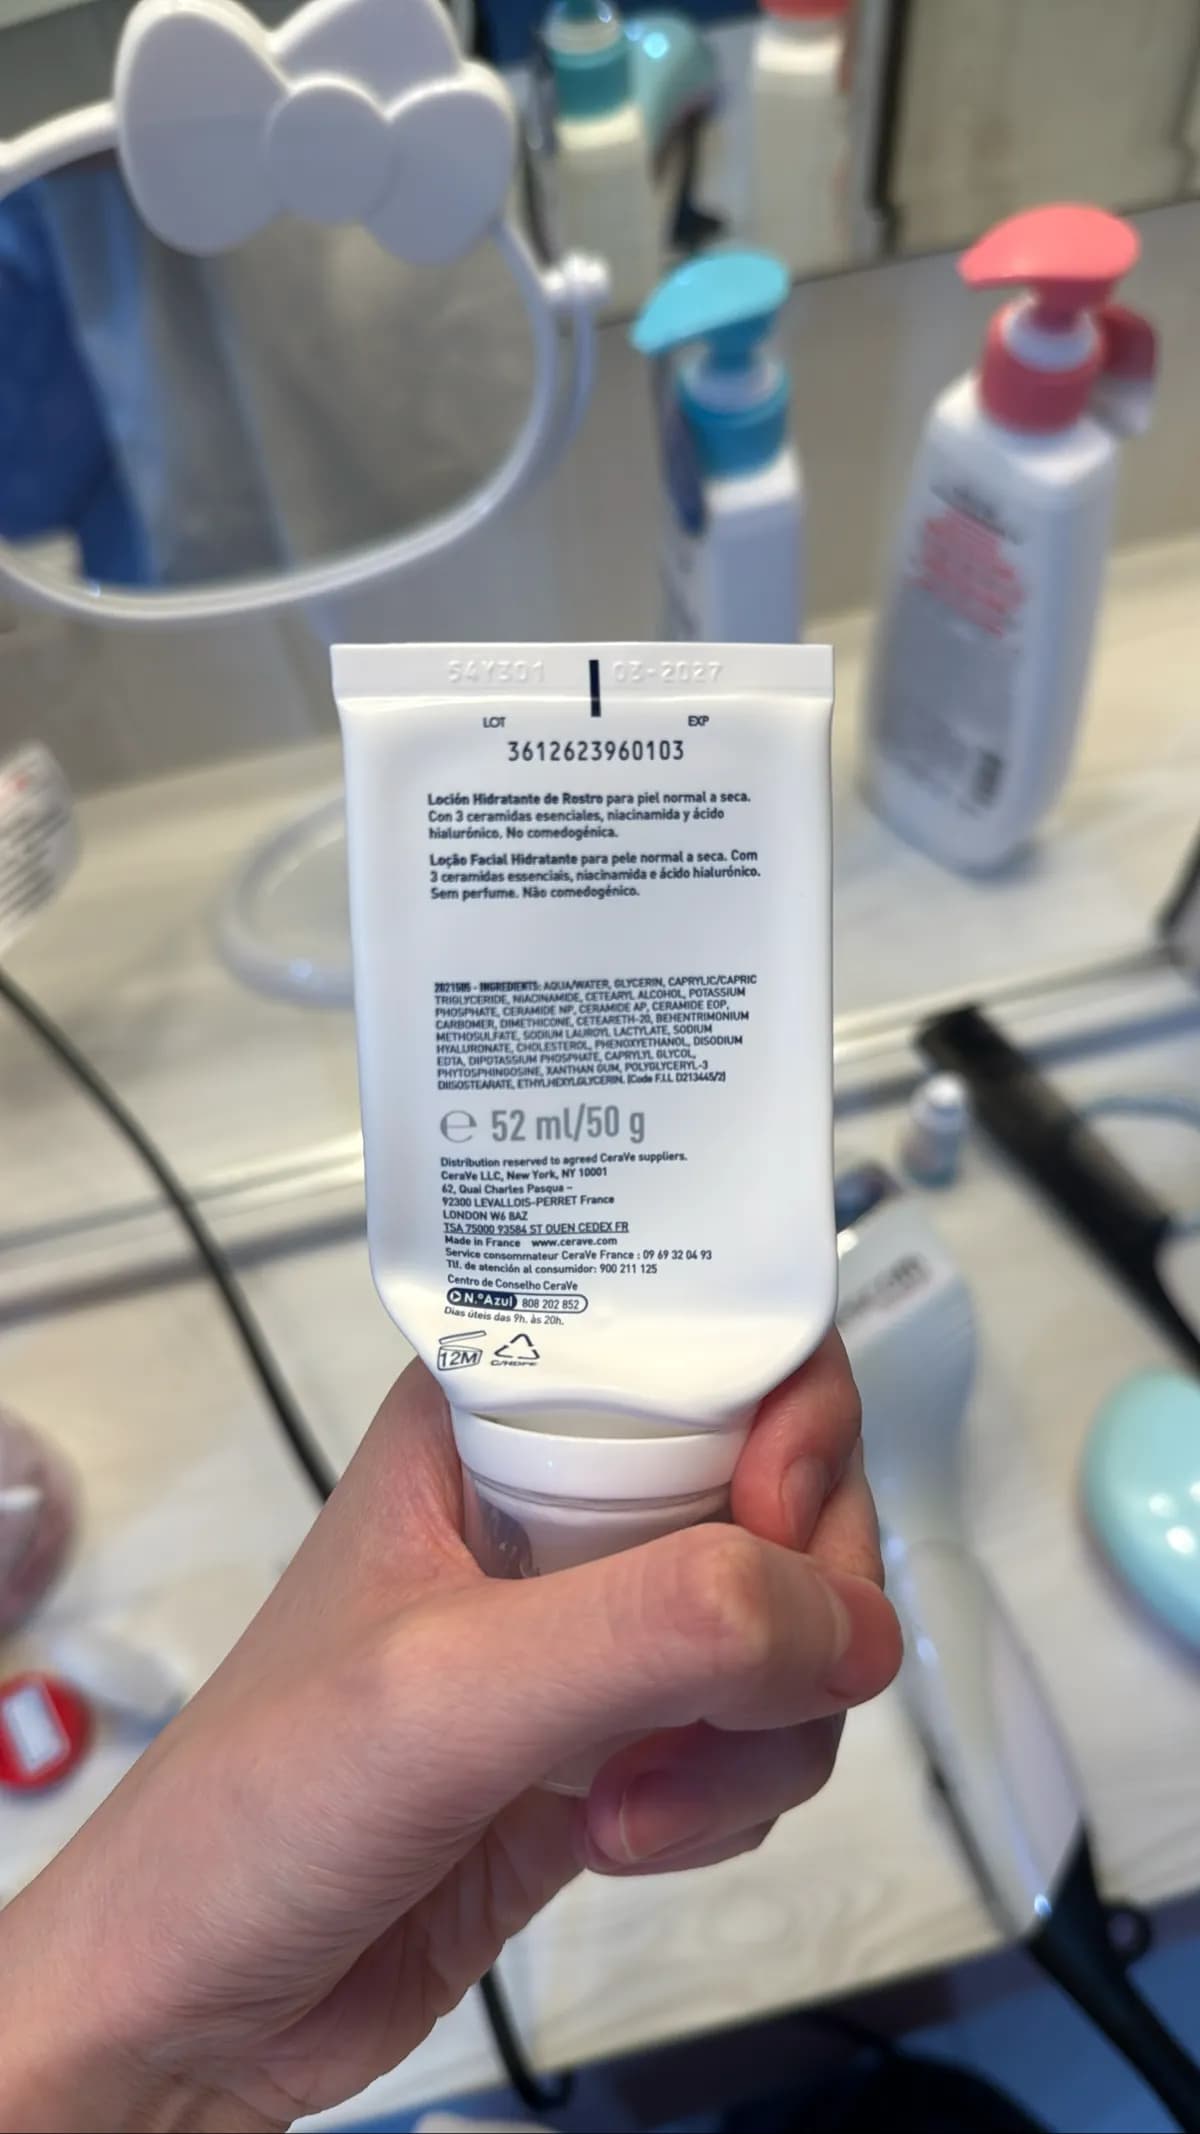 54Y301 03-2027
LOT EXP
3612623960103
Loción Hidratante de Rostro para piel normal a seca.
Con 3 ceramidas esenciales, niacinamida y ácido
hialurónico. No comedogénica.
Loção Facial Hidratante para pele normal a seca. Com
3 ceramidas essenciais, niacinamida e ácido hialurónico.
Sem perfume. Não comedogénico.
2021505 - INGREDIENTS: AQUA/WATER, GLYCERIN, CAPRYLIC/CAPRIC
TRIGLYCERIDE, NIACINAMIDE, CETEARYL ALCOHOL, POTASSIUM
PHOSPHATE, CERAMIDE NP, CERAMIDE AP, CERAMIDE EOP,
CARBOMER, DIMETHICONE, CETEARETH-20, BEHENTRIMONIUM
METHOSULFATE, SODIUM LAUROYL LACTYLATE, SODIUM
HYALURONATE, CHOLESTEROL, PHENOXYETHANOL, DISODIUM
EDTA, DIPOTASSIUM PHOSPHATE, CAPRYLYL GLYCOL,
PHYTOSPHINGOSINE, XANTHAN GUM, POLYGLYCERYL-3
DIISOSTEARATE, ETHYLHEXYLGLYCERIN. (Code F.I.L. D213445/2)
e 52 ml/50 g
Distribution reserved to agreed CeraVe suppliers.
CeraVe LLC, New York, NY 10001
62, Quai Charles Pasqua –
92300 LEVALLOIS-PERRET France
LONDON W6 8AZ
TSA 75000 93584 ST OUEN CEDEX FR
Made in France www.cerave.com
Service consommateur CeraVe France : 09 69 32 04 93
Tlf. de atención al consumidor: 900 211 125
Centro de Conselho CeraVe
N.ºAzul 808 202 852
Dias úteis das 9h. às 20h.
12M C/HDPE